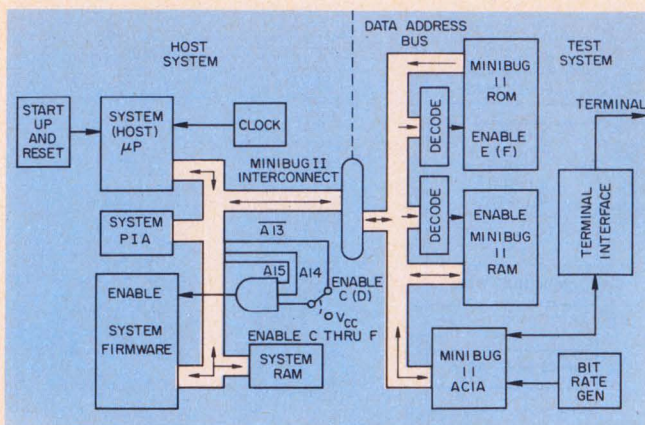 HOST
SYSTEM
DATA ADDRESS
BUS
TEST
SYSTEM
START
UP
AND
RESET
SYSTEM
(HOST)
μP
CLOCK
MINIBUG II
INTERCONNECT
SYSTEM
PIA
A13
A15
A14
ENABLE
C (D)
VCC
ENABLE C THRU F
ENABLE
SYSTEM
FIRMWARE
SYSTEM
RAM
MINIBUG
II
ROM
ENABLE
E (F)
DECODE
DECODE
ENABLE
MINIBUG
II
RAM
TERMINAL
TERMINAL
INTERFACE
MINIBUG
II
ACIA
BIT
RATE
GEN